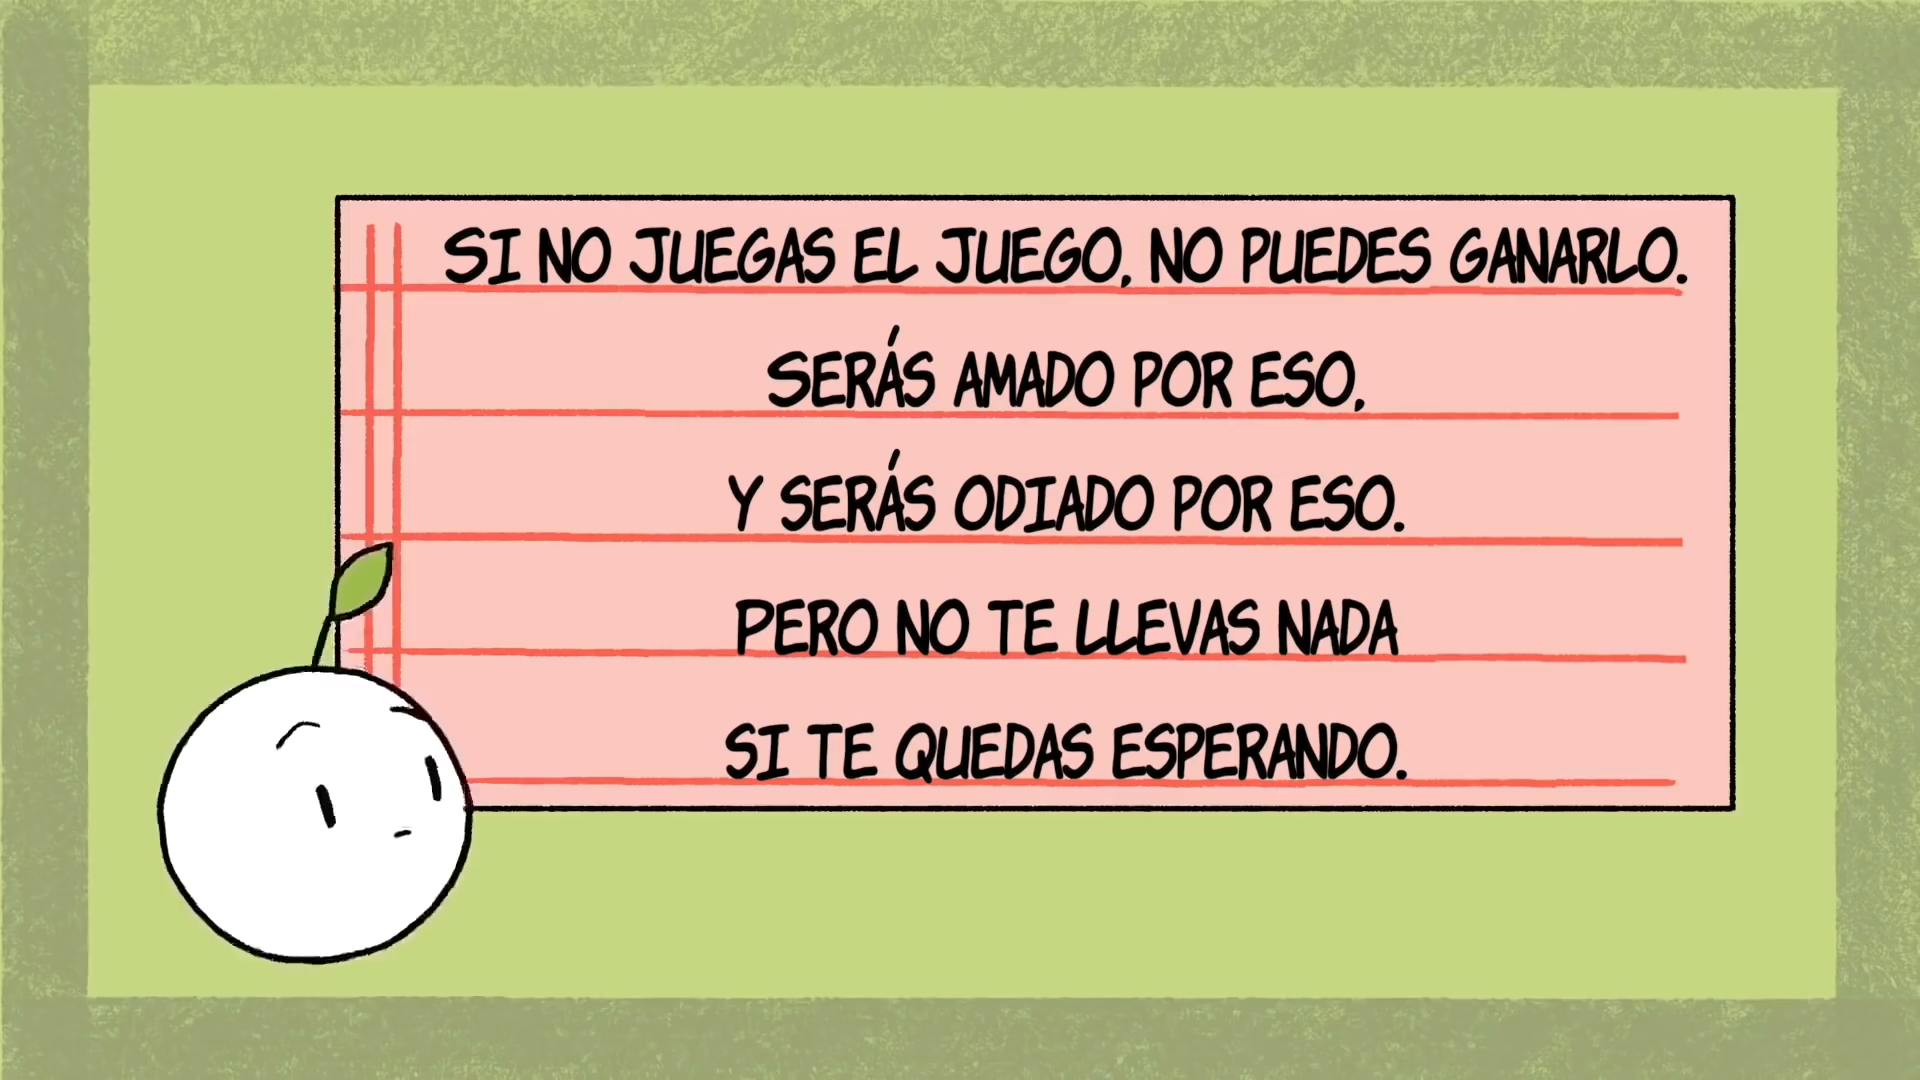 SI NO JUEGAS EL JUEGO, NO PUEDES GANARLO.
SERÁS AMADO POR ESO,
Y SERÁS ODIADO POR ESO.
PERO NO TE LLEVAS NADA
SI TE QUEDAS ESPERANDO.